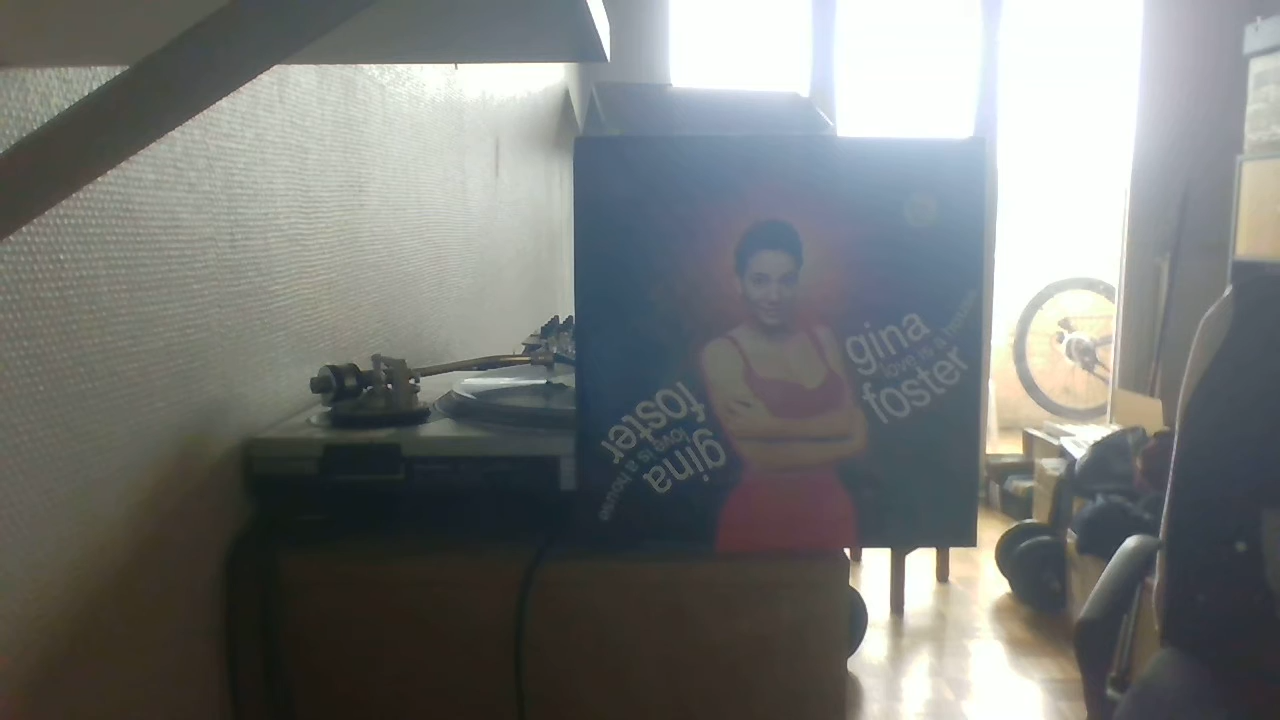 gina
love is a house
foster
gina
love is a house
foster